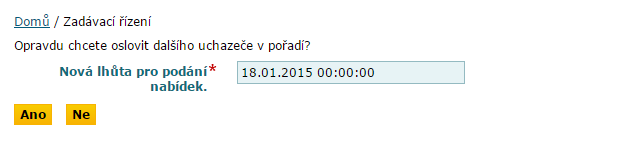 Domů / Zadávací řízení
Opravdu chcete oslovit dalšího uchazeče v pořadí?
Nová lhůta pro podání* 18.01.2015 00:00:00
nabídek.
Ano Ne